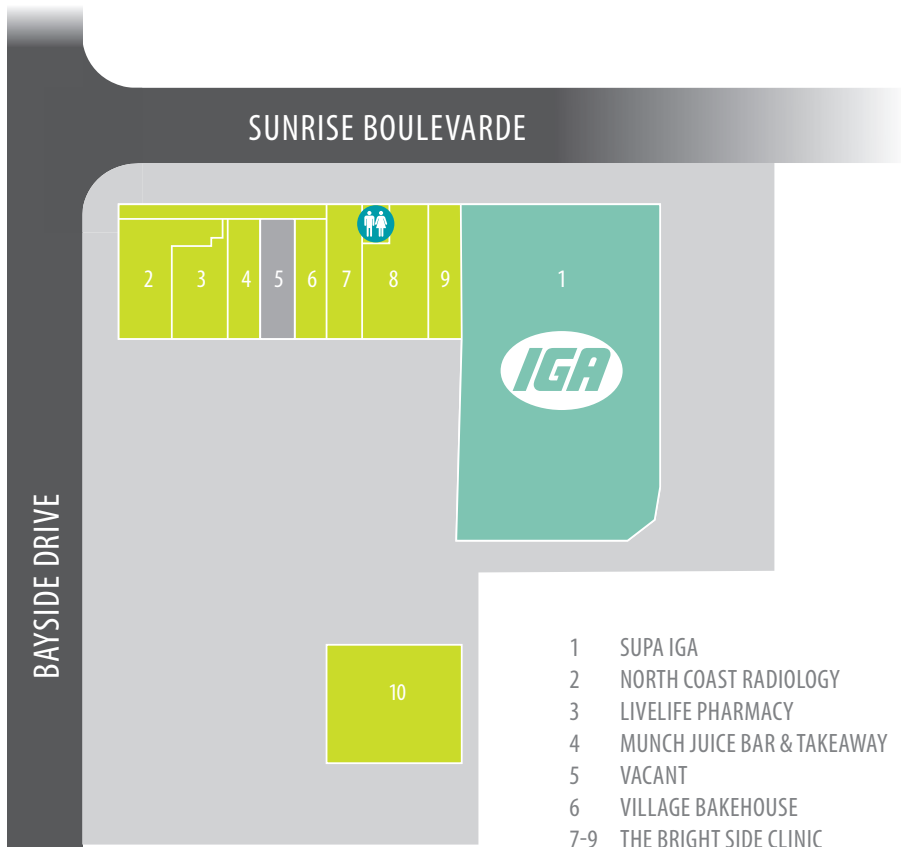 SUNRISE BOULEVARDE
2 3 4 5 6 7 8 9 1
IGA
BAYSIDE DRIVE
10
1 SUPA IGA
2 NORTH COAST RADIOLOGY
3 LIVELIFE PHARMACY
4 MUNCH JUICE BAR & TAKEAWAY
5 VACANT
6 VILLAGE BAKEHOUSE
7-9 THE BRIGHT SIDE CLINIC